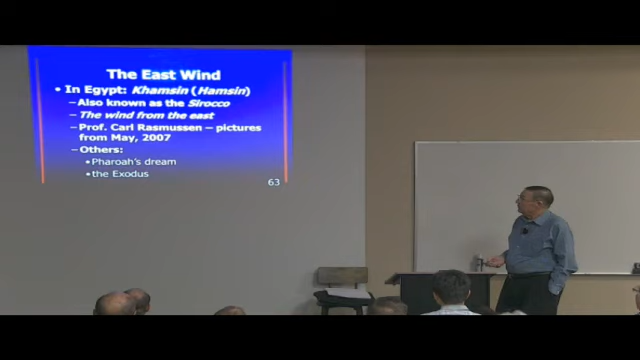 The East Wind
• In Egypt: Khamsin (Hamsin)
– Also known as the Sirocco
– The wind from the east
– Prof. Carl Rasmussen – pictures
from May, 2007
– Others:
• Pharoah's dream
• the Exodus
63